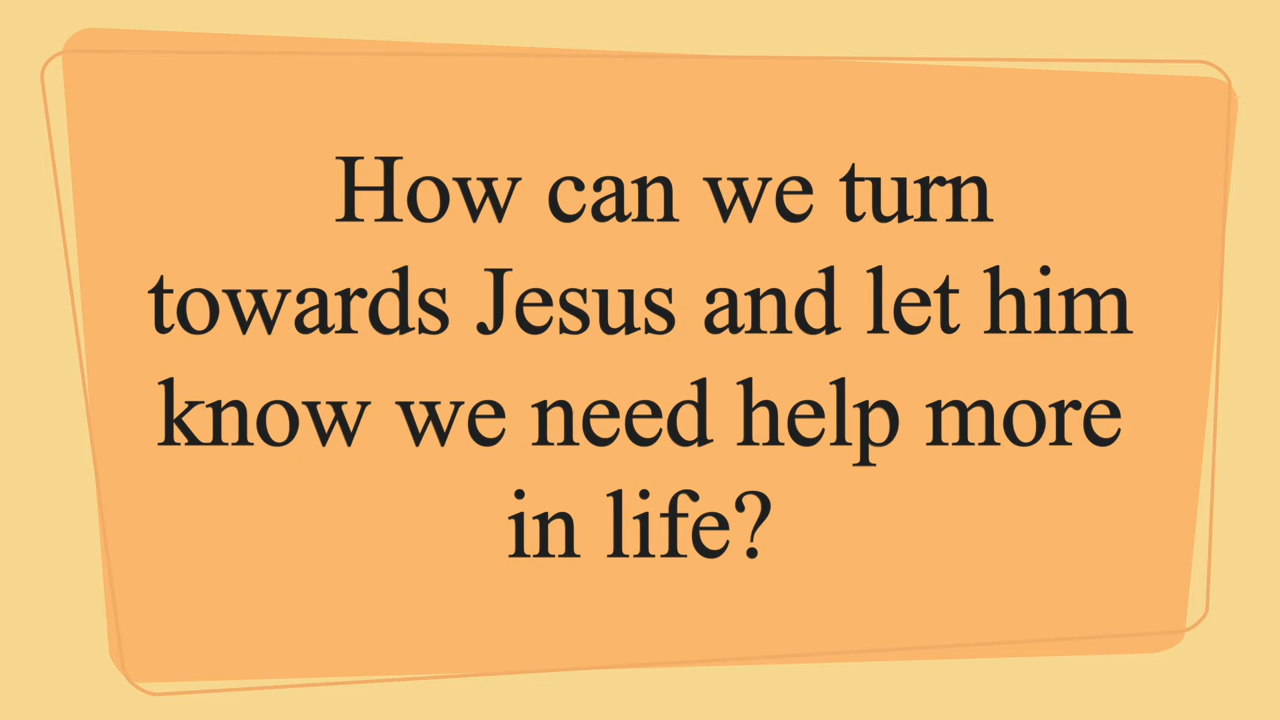 How can we turn
towards Jesus and let him
know we need help more
in life?